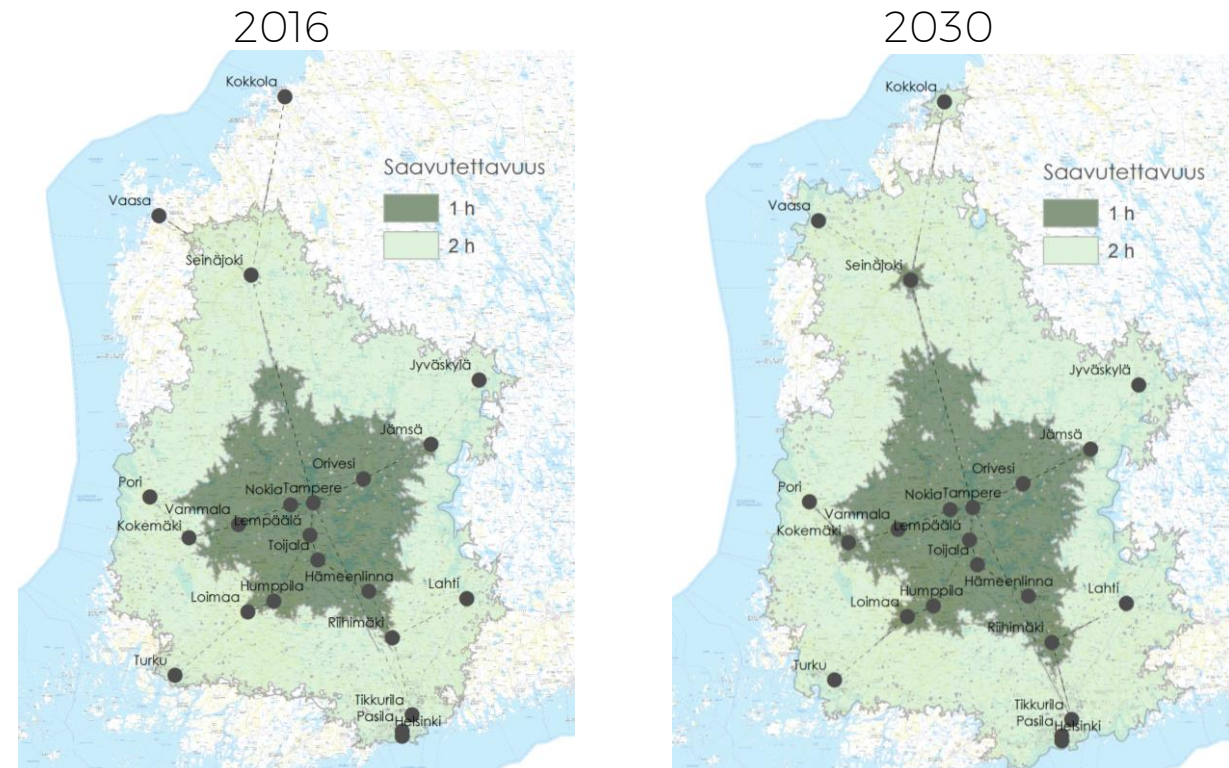 2016
Kokkola
Saavutettavuus
1 h
2 h
Vaasa
Seinäjoki
Jyväskylä
Jämsä
Orivesi
Pori
Nokia
Tampere
Vammala
Kokemäki
Lempäälä
Toijala
Hämeenlinna
Humppila
Lahti
Loimaa
Riihimäki
Turku
Tikkurila
Pasila
Helsinki
2030
Kokkola
Saavutettavuus
1 h
2 h
Vaasa
Seinäjoki
Jyväskylä
Jämsä
Orivesi
Pori
Nokia
Tampere
Vammala
Kokemäki
Lempäälä
Toijala
Hämeenlinna
Humppila
Lahti
Loimaa
Riihimäki
Turku
Tikkurila
Pasila
Helsinki